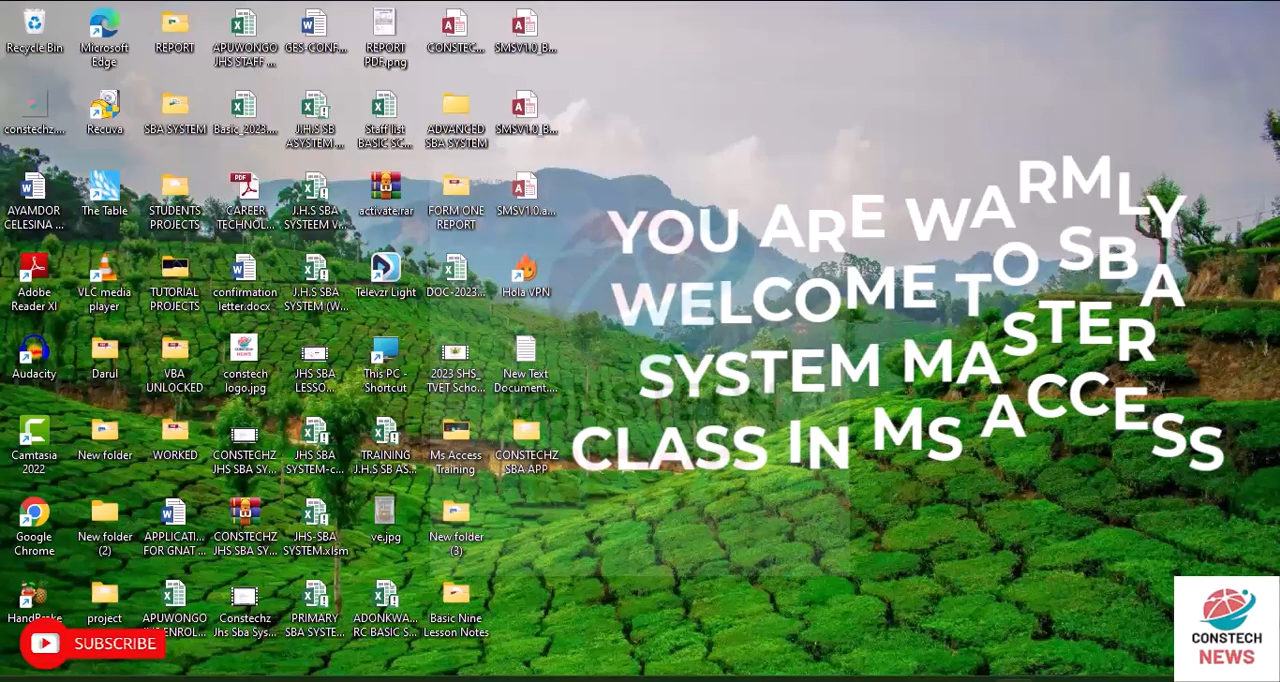 Recycle Bin
Microsoft Edge
REPORT
APUWONGO JHS STAFF ...
GES-CONF...
REPORT PDF.png
CONSTEC...
SMSV1.0_B...
constechz....
Recuva
SBA SYSTEM
Basic_2023....
J.H.S SB ASYSTEM ...
Staff list BASIC SC...
ADVANCED SBA SYSTEM
SMSV1.0_B...
AYAMDOR CELESINA ...
The Table
STUDENTS PROJECTS
CAREER TECHNOL...
J.H.S SBA SYSTEM V...
activate.rar
FORM ONE REPORT
SMSV1.0.a...
Adobe Reader XI
VLC media player
TUTORIAL PROJECTS
confirmation letter.docx
J.H.S SBA SYSTEM (W...
Televzr Light
DOC-2023...
Hola VPN
Audacity
Darul
VBA UNLOCKED
constech logo.jpg
JHS SBA LESSO...
This PC - Shortcut
2023 SHS_ TVET Scho...
New Text Document....
Camtasia 2022
New folder
WORKED
CONSTECHZ JHS SBA SY...
JHS SBA SYSTEM-c...
TRAINING J.H.S SB AS...
Ms Access Training
CONSTECHZ SBA APP
Google Chrome
New folder (2)
APPLICATI... FOR GNAT ...
CONSTECHZ JHS SBA SY...
JHS-SBA SYSTEM.xlsm
ve.jpg
New folder (3)
HandBrake
project
APUWONGO
PRIMARY SBA SYSTE...
Constechz Jhs Sba Sys...
ADONKWA... RC BASIC S...
Basic Nine Lesson Notes
YOU ARE WARMLY
WELCOME TO SBA
SYSTEM MASTER
CLASS IN MS ACCESS
SUBSCRIBE
CONSTECH
NEWS